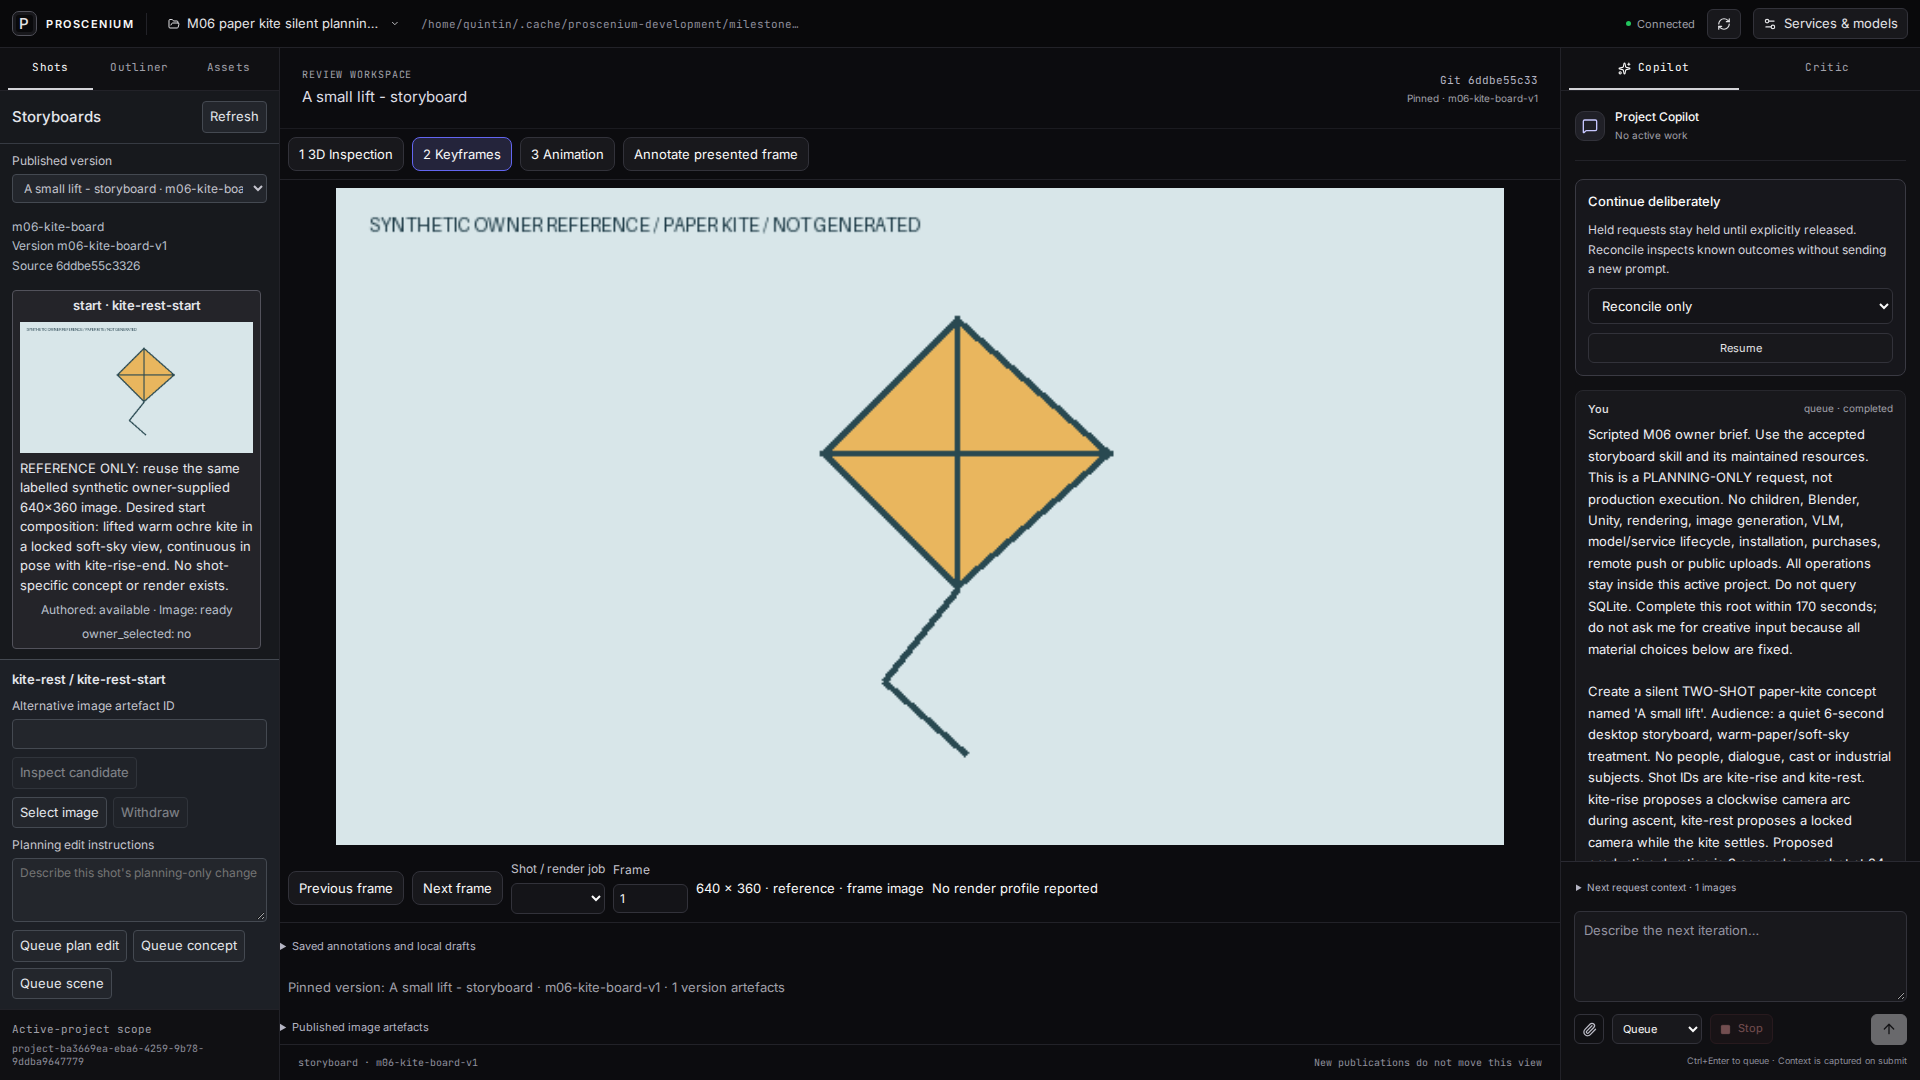 P PROSCENIUM
M06 paper kite silent plannin...
/home/quintin/.cache/proscenium-development/milestone…
Connected
Services & models
Shots
Outliner
Assets
Storyboards
Refresh
Published version
A small lift - storyboard · m06-kite-boa
m06-kite-board
Version m06-kite-board-v1
Source 6ddbe55c3326
start · kite-rest-start
REFERENCE ONLY: reuse the same
labelled synthetic owner-supplied
640×360 image. Desired start
composition: lifted warm ochre kite in
a locked soft-sky view, continuous in
pose with kite-rise-end. No shot-
specific concept or render exists.
Authored: available · Image: ready
owner_selected: no
kite-rest / kite-rest-start
Alternative image artefact ID
Inspect candidate
Select image
Withdraw
Planning edit instructions
Describe this shot's planning-only change
Queue plan edit
Queue concept
Queue scene
Active-project scope
project-ba3669ea-eba6-4259-9b78-
9ddba9647779
REVIEW WORKSPACE
A small lift - storyboard
Git 6ddbe55c33
Pinned · m06-kite-board-v1
1 3D Inspection
2 Keyframes
3 Animation
Annotate presented frame
SYNTHETIC OWNER REFERENCE / PAPER KITE / NOT GENERATED
Previous frame
Next frame
Shot / render job
Frame
1
640 × 360 · reference · frame image
No render profile reported
Saved annotations and local drafts
Pinned version: A small lift - storyboard · m06-kite-board-v1 · 1 version artefacts
Published image artefacts
storyboard · m06-kite-board-v1
New publications do not move this view
Copilot
Critic
Project Copilot
No active work
Continue deliberately
Held requests stay held until explicitly released.
Reconcile inspects known outcomes without sending
a new prompt.
Reconcile only
Resume
You
queue · completed
Scripted M06 owner brief. Use the accepted
storyboard skill and its maintained resources.
This is a PLANNING-ONLY request, not
production execution. No children, Blender,
Unity, rendering, image generation, VLM,
model/service lifecycle, installation, purchases,
remote push or public uploads. All operations
stay inside this active project. Do not query
SQLite. Complete this root within 170 seconds;
do not ask me for creative input because all
material choices below are fixed.
Create a silent TWO-SHOT paper-kite concept
named 'A small lift'. Audience: a quiet 6-second
desktop storyboard, warm-paper/soft-sky
treatment. No people, dialogue, cast or industrial
subjects. Shot IDs are kite-rise and kite-rest.
kite-rise proposes a clockwise camera arc
during ascent, kite-rest proposes a locked
camera while the kite settles. Proposed
Next request context · 1 images
Describe the next iteration...
Queue
Stop
Ctrl+Enter to queue · Context is captured on submit